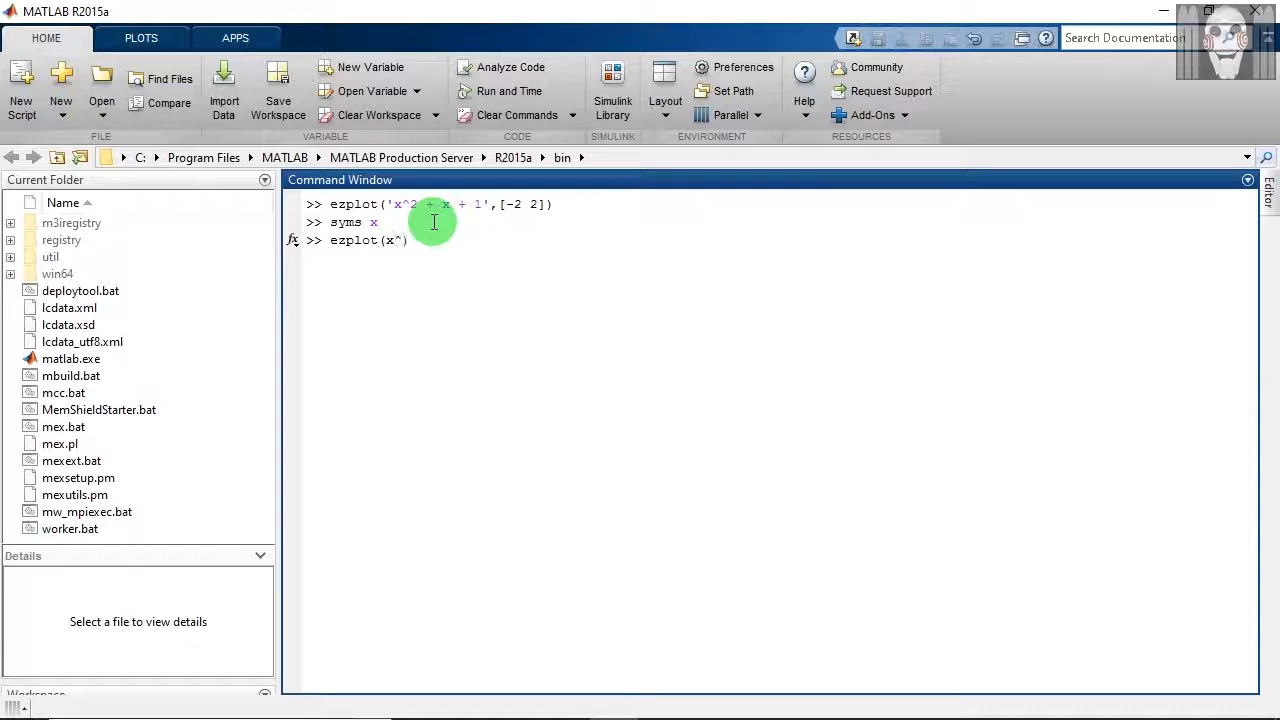 MATLAB R2015a
HOME PLOTS APPS Search Documentation
New Script
New
Open
Find Files
Compare
Import Data
Save Workspace
New Variable
Open Variable
Clear Workspace
Analyze Code
Run and Time
Clear Commands
Simulink Library
Layout
Preferences
Set Path
Parallel
Help
Community
Request Support
Add-Ons
FILE VARIABLE CODE SIMULINK ENVIRONMENT RESOURCES
C: Program Files MATLAB MATLAB Production Server R2015a bin
Current Folder
Name
m3iregistry
registry
util
win64
deploytool.bat
lcdata.xml
lcdata.xsd
lcdata_utf8.xml
matlab.exe
mbuild.bat
mcc.bat
MemShieldStarter.bat
mex.bat
mex.pl
mexext.bat
mexsetup.pm
mexutils.pm
mw_mpiexec.bat
worker.bat
Details
Select a file to view details
Workspace
Command Window
>> ezplot('x^2 + x + 1',[-2 2])
>> syms x
fx >> ezplot(x^)
Editor